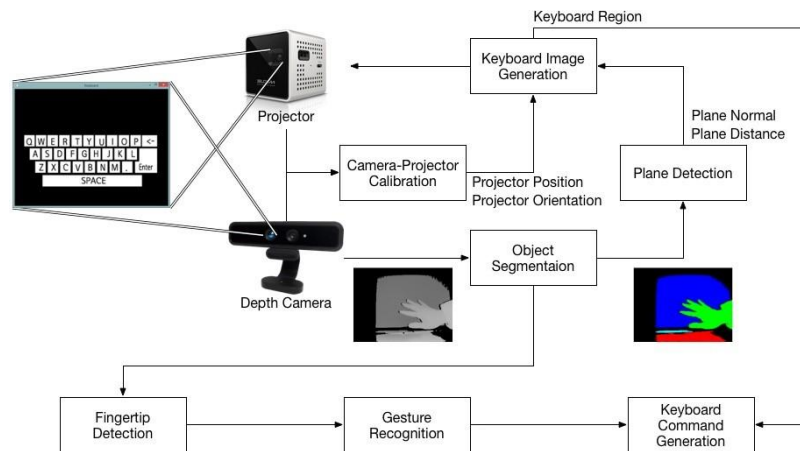 Keyboard Region
Keyboard Image
Generation
Projector
Q W E R T Y U I O P <-
A S D F G H J K L
Z X C V B N M . Enter
SPACE
Camera-Projector
Calibration
Projector Position
Projector Orientation
Plane Normal
Plane Distance
Plane Detection
Depth Camera
Object
Segmentaion
Fingertip
Detection
Gesture
Recognition
Keyboard
Command
Generation